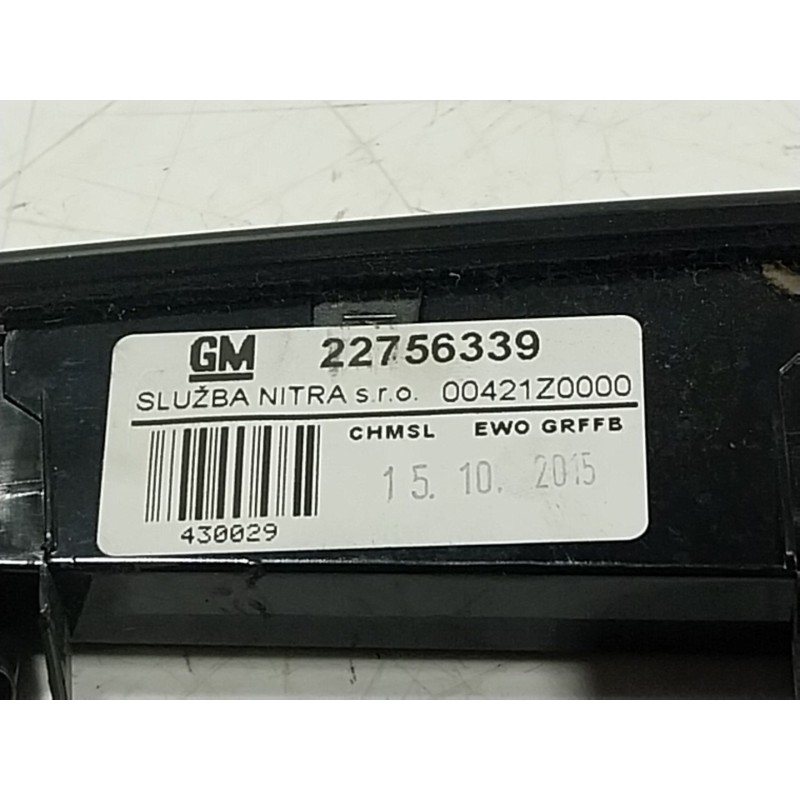 GM 22756339
SLUŽBA NITRA s.r.o. 00421Z0000
CHMSL EWO GRFFB
15. 10. 2015
430029